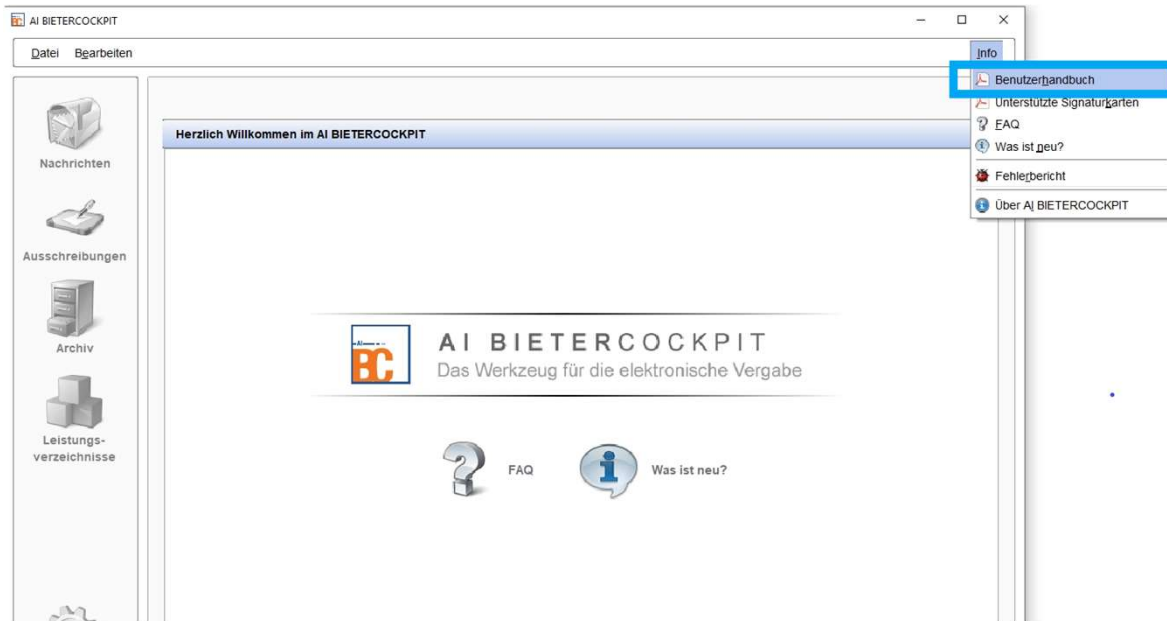 AI BIETERCOCKPIT
Datei Bearbeiten Info
Benutzerhandbuch
Unterstützte Signaturkarten
FAQ
Was ist neu?
Fehlerbericht
Über AI BIETERCOCKPIT
Nachrichten
Ausschreibungen
Archiv
Leistungs-
verzeichnisse
Herzlich Willkommen im AI BIETERCOCKPIT
AI
BC
AI BIETERCOCKPIT
Das Werkzeug für die elektronische Vergabe
FAQ
Was ist neu?